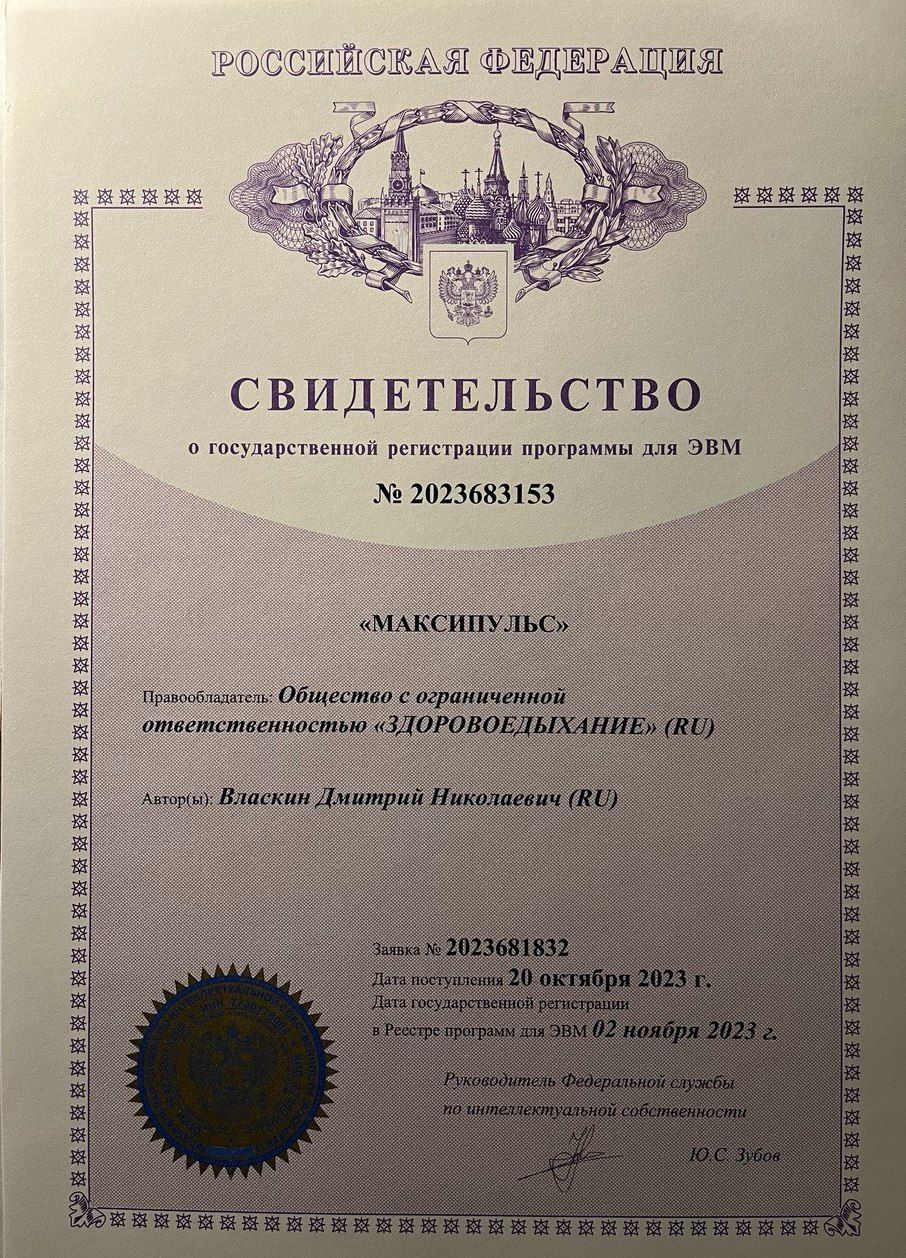 РОССИЙСКАЯ ФЕДЕРАЦИЯ
СВИДЕТЕЛЬСТВО
о государственной регистрации программы для ЭВМ
№ 2023683153
«МАКСИПУЛЬС»
Правообладатель: Общество с ограниченной
ответственностью «ЗДОРОВОЕДЫХАНИЕ» (RU)
Автор(ы): Власкин Дмитрий Николаевич (RU)
Заявка № 2023681832
Дата поступления 20 октября 2023 г.
Дата государственной регистрации
в Реестре программ для ЭВМ 02 ноября 2023 г.
Руководитель Федеральной службы
по интеллектуальной собственности
Ю.С. Зубов